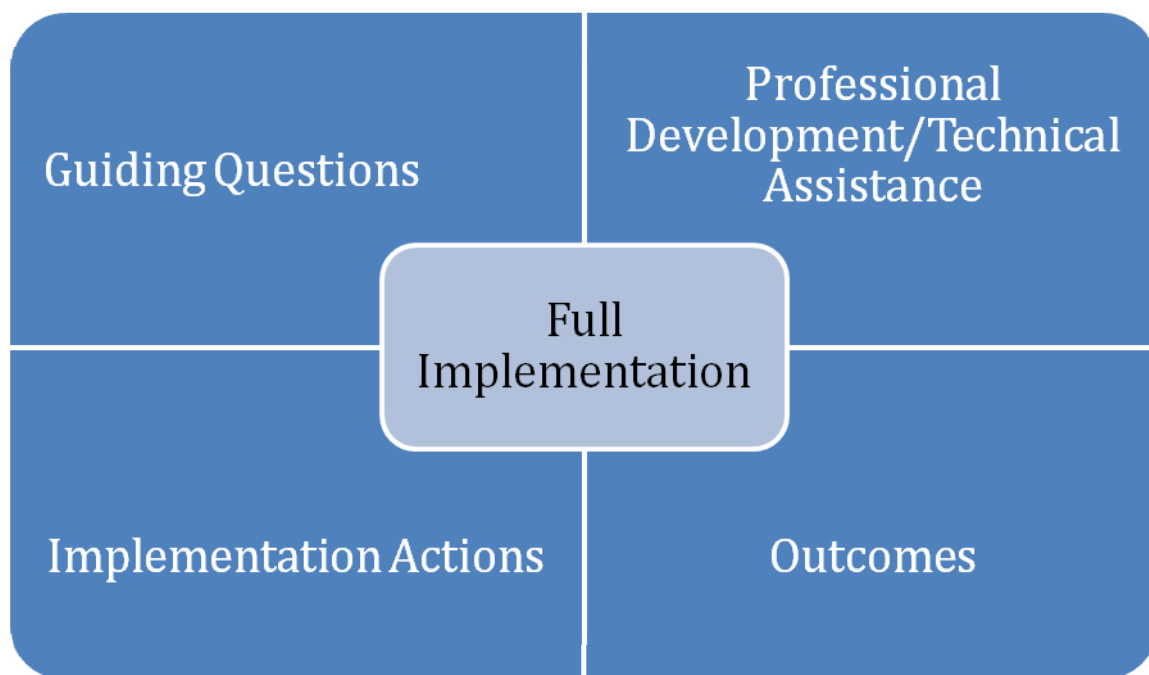 Guiding Questions
Professional
Development/Technical
Assistance
Full
Implementation
Implementation Actions
Outcomes